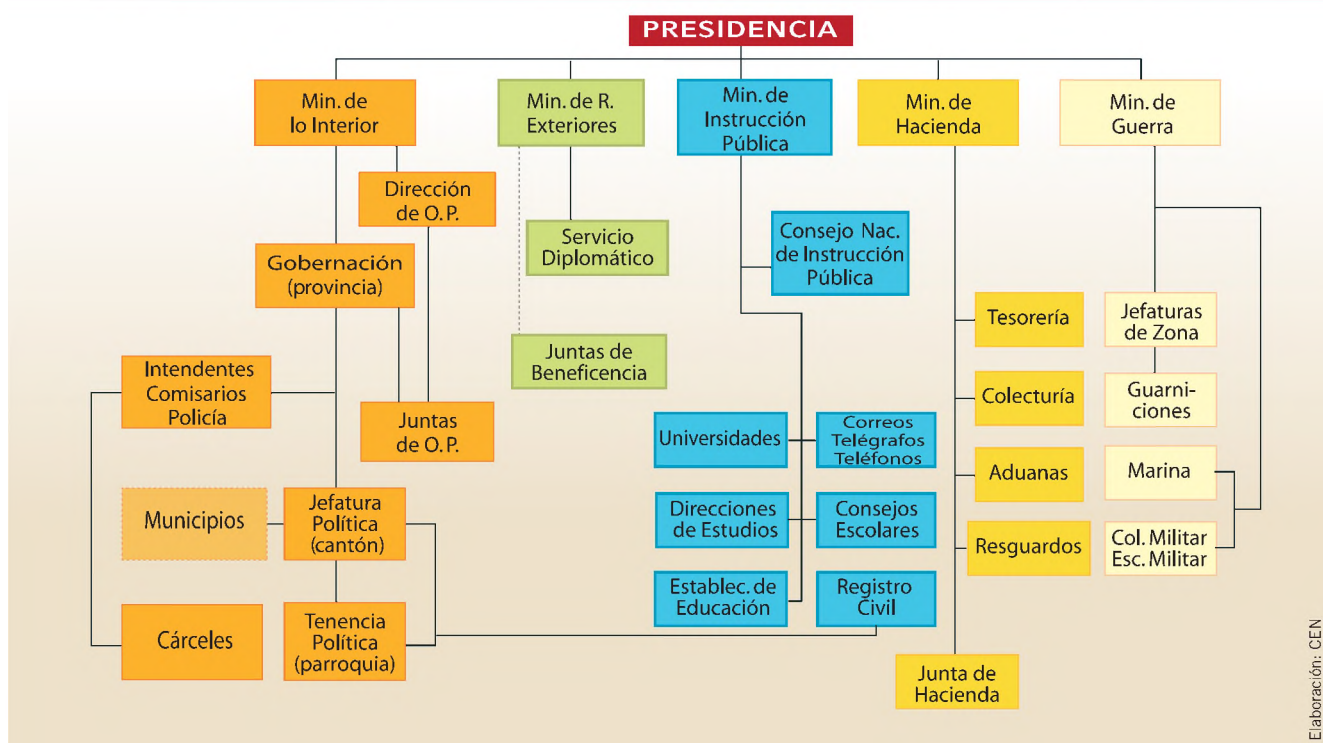 PRESIDENCIA
Min. de
lo Interior
Min. de R.
Exteriores
Min. de
Instrucción
Pública
Min. de
Hacienda
Min. de
Guerra
Dirección
de O. P.
Gobernación
(provincia)
Servicio
Diplomático
Consejo Nac.
de Instrucción
Pública
Tesorería
Jefaturas
de Zona
Juntas de
Beneficencia
Intendentes
Comisarios
Policía
Juntas
de O. P.
Colecturía
Guarni-
ciones
Universidades
Correos
Telégrafos
Teléfonos
Aduanas
Marina
Municipios
Jefatura
Política
(cantón)
Direcciones
de Estudios
Consejos
Escolares
Resguardos
Col. Militar
Esc. Militar
Cárceles
Tenencia
Política
(parroquia)
Establec. de
Educación
Registro
Civil
Junta de
Hacienda
Elaboración: CEN